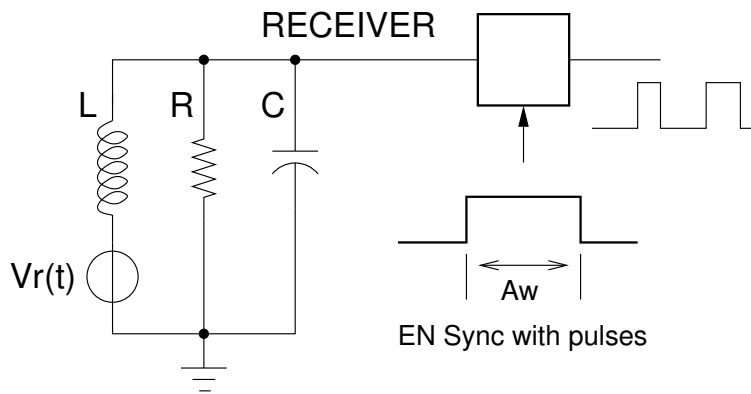 RECEIVER
L
R
C
Vr(t)
Aw
EN Sync with pulses